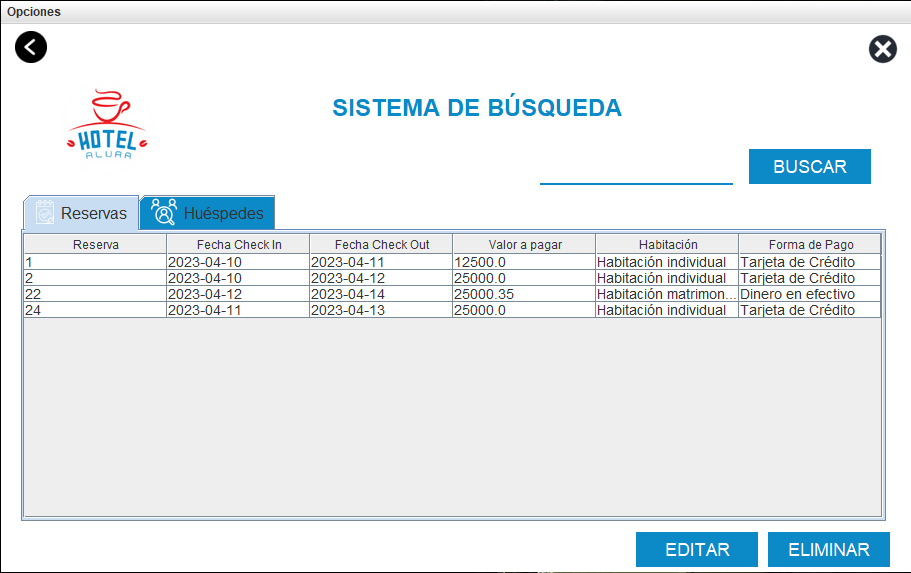 Opciones
HOTEL
ALURA
SISTEMA DE BÚSQUEDA
BUSCAR
Reservas Huéspedes
Reserva Fecha Check In Fecha Check Out Valor a pagar Habitación Forma de Pago
1 2023-04-10 2023-04-11 12500.0 Habitación individual Tarjeta de Crédito
2 2023-04-10 2023-04-12 25000.0 Habitación individual Tarjeta de Crédito
22 2023-04-12 2023-04-14 25000.35 Habitación matrimon... Dinero en efectivo
24 2023-04-11 2023-04-13 25000.0 Habitación individual Tarjeta de Crédito
EDITAR ELIMINAR